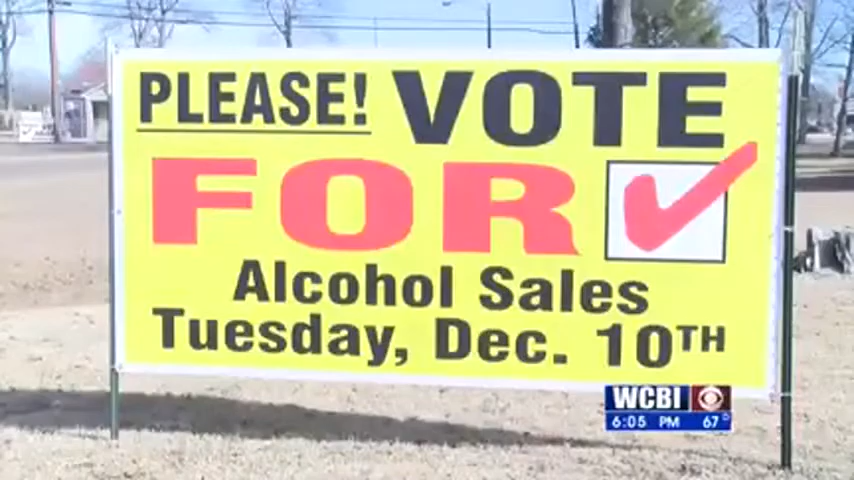 PLEASE! VOTE
FOR
Alcohol Sales
Tuesday, Dec. 10TH
WCBI
6:05 PM 67°